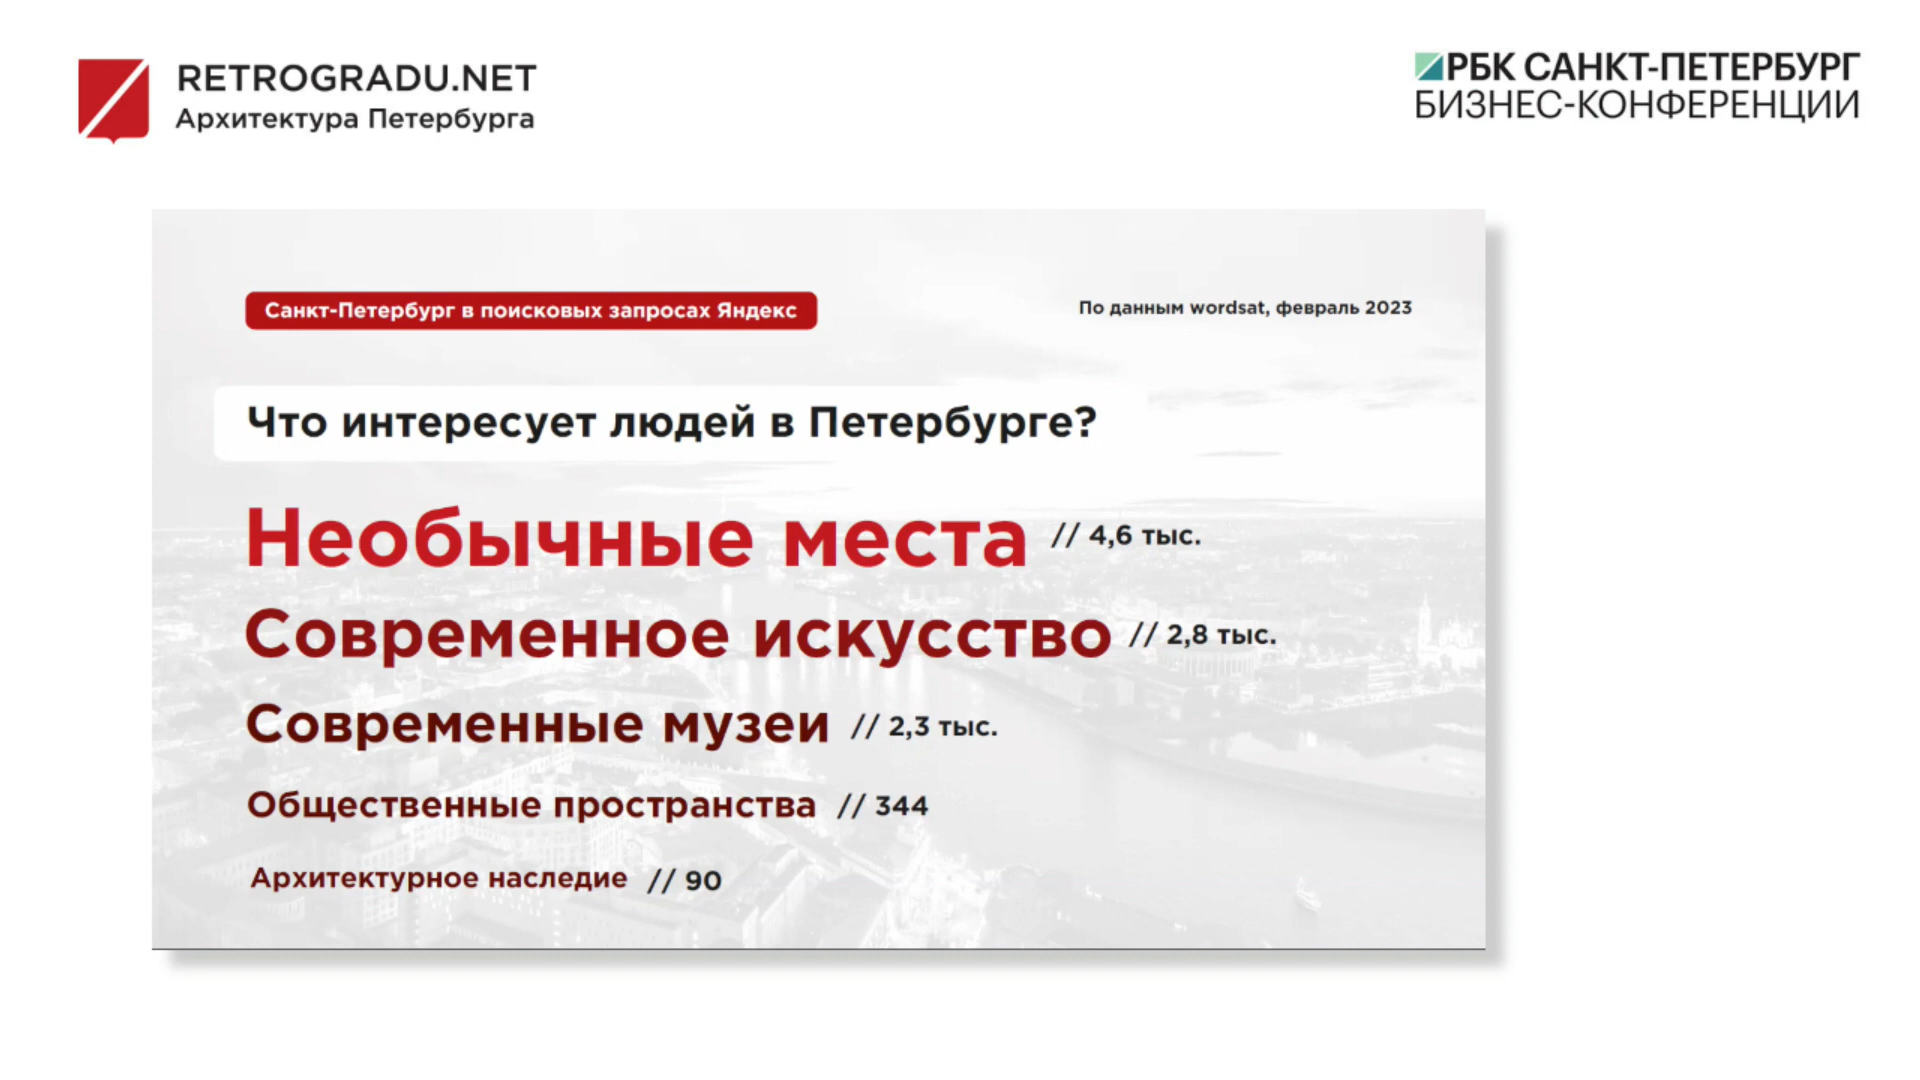 RETROGRADU.NET
Архитектура Петербурга
РБК САНКТ-ПЕТЕРБУРГ
БИЗНЕС-КОНФЕРЕНЦИИ
Санкт-Петербург в поисковых запросах Яндекс
По данным wordsat, февраль 2023
Что интересует людей в Петербурге?
Необычные места // 4,6 тыс.
Современное искусство // 2,8 тыс.
Современные музеи // 2,3 тыс.
Общественные пространства // 344
Архитектурное наследие // 90